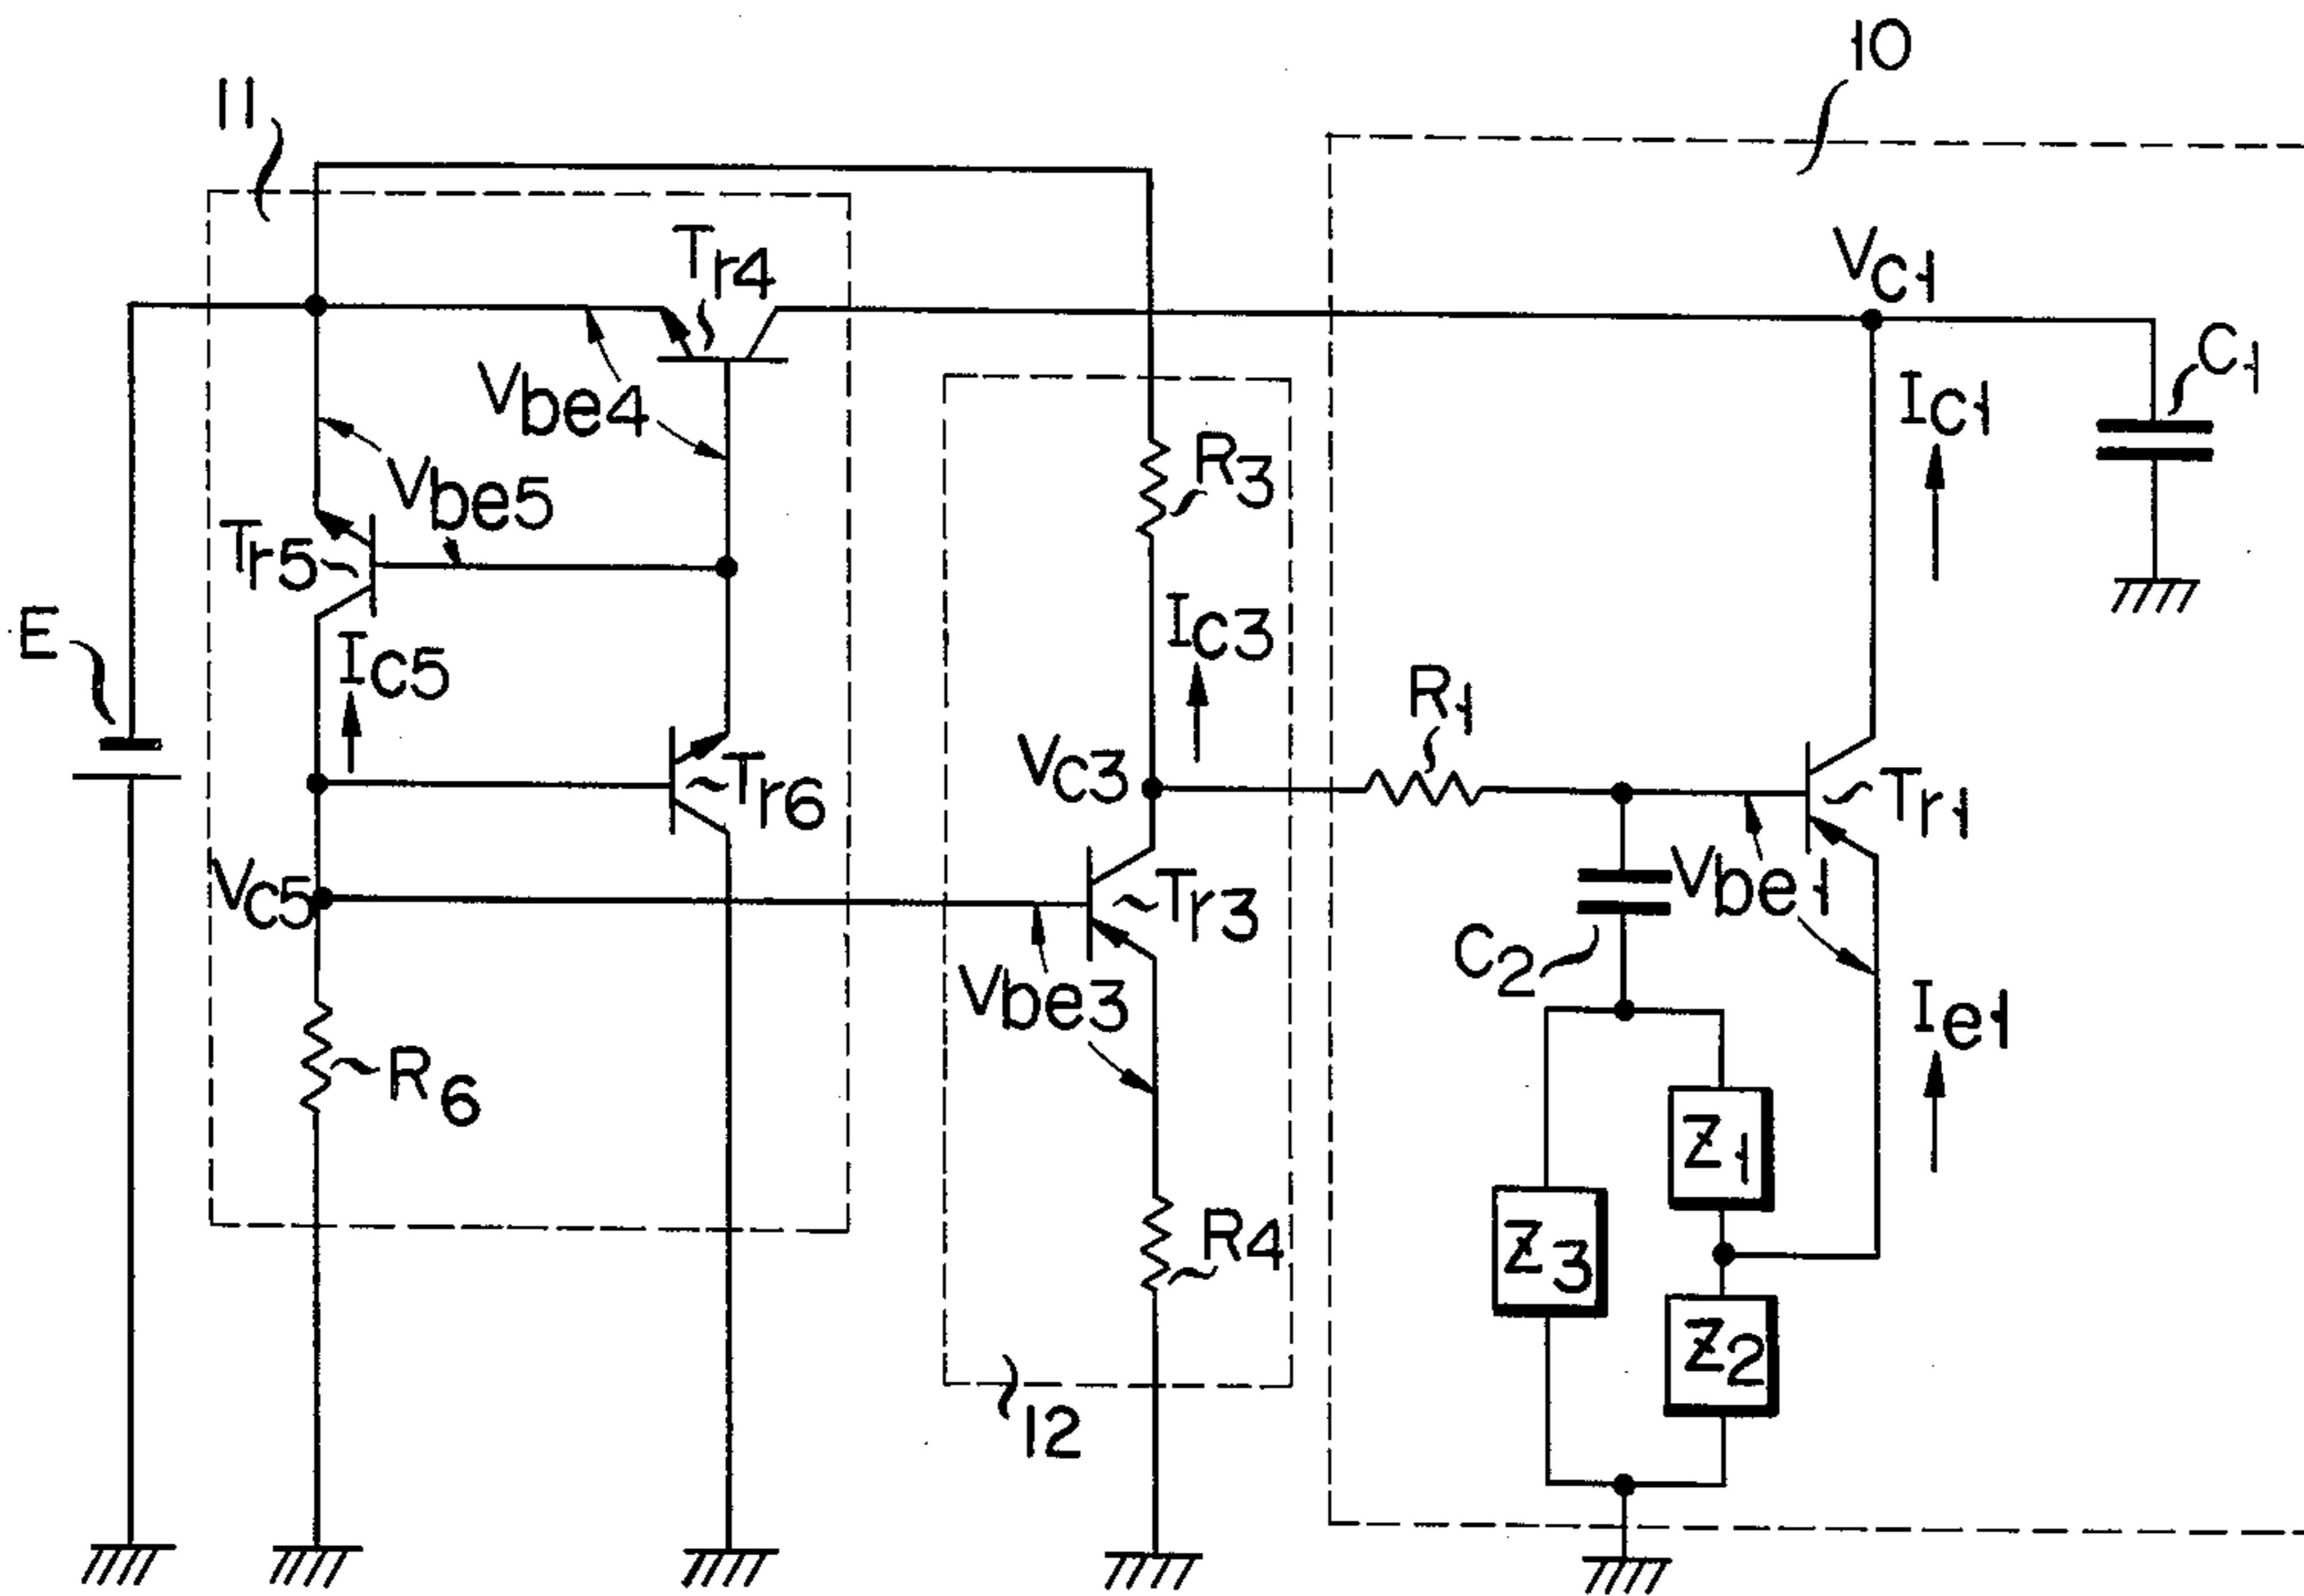 10
11
Tr4
Vc1
C1
Ic1
Vbe4
R3
Vbe5
Tr5
E
Ic5
Ic3
R1
Vc3
Tr6
Tr1
Vc5
Tr3
Vbe1
C2
Vbe3
Ie1
R6
Z1
Z3
R4
Z2
12